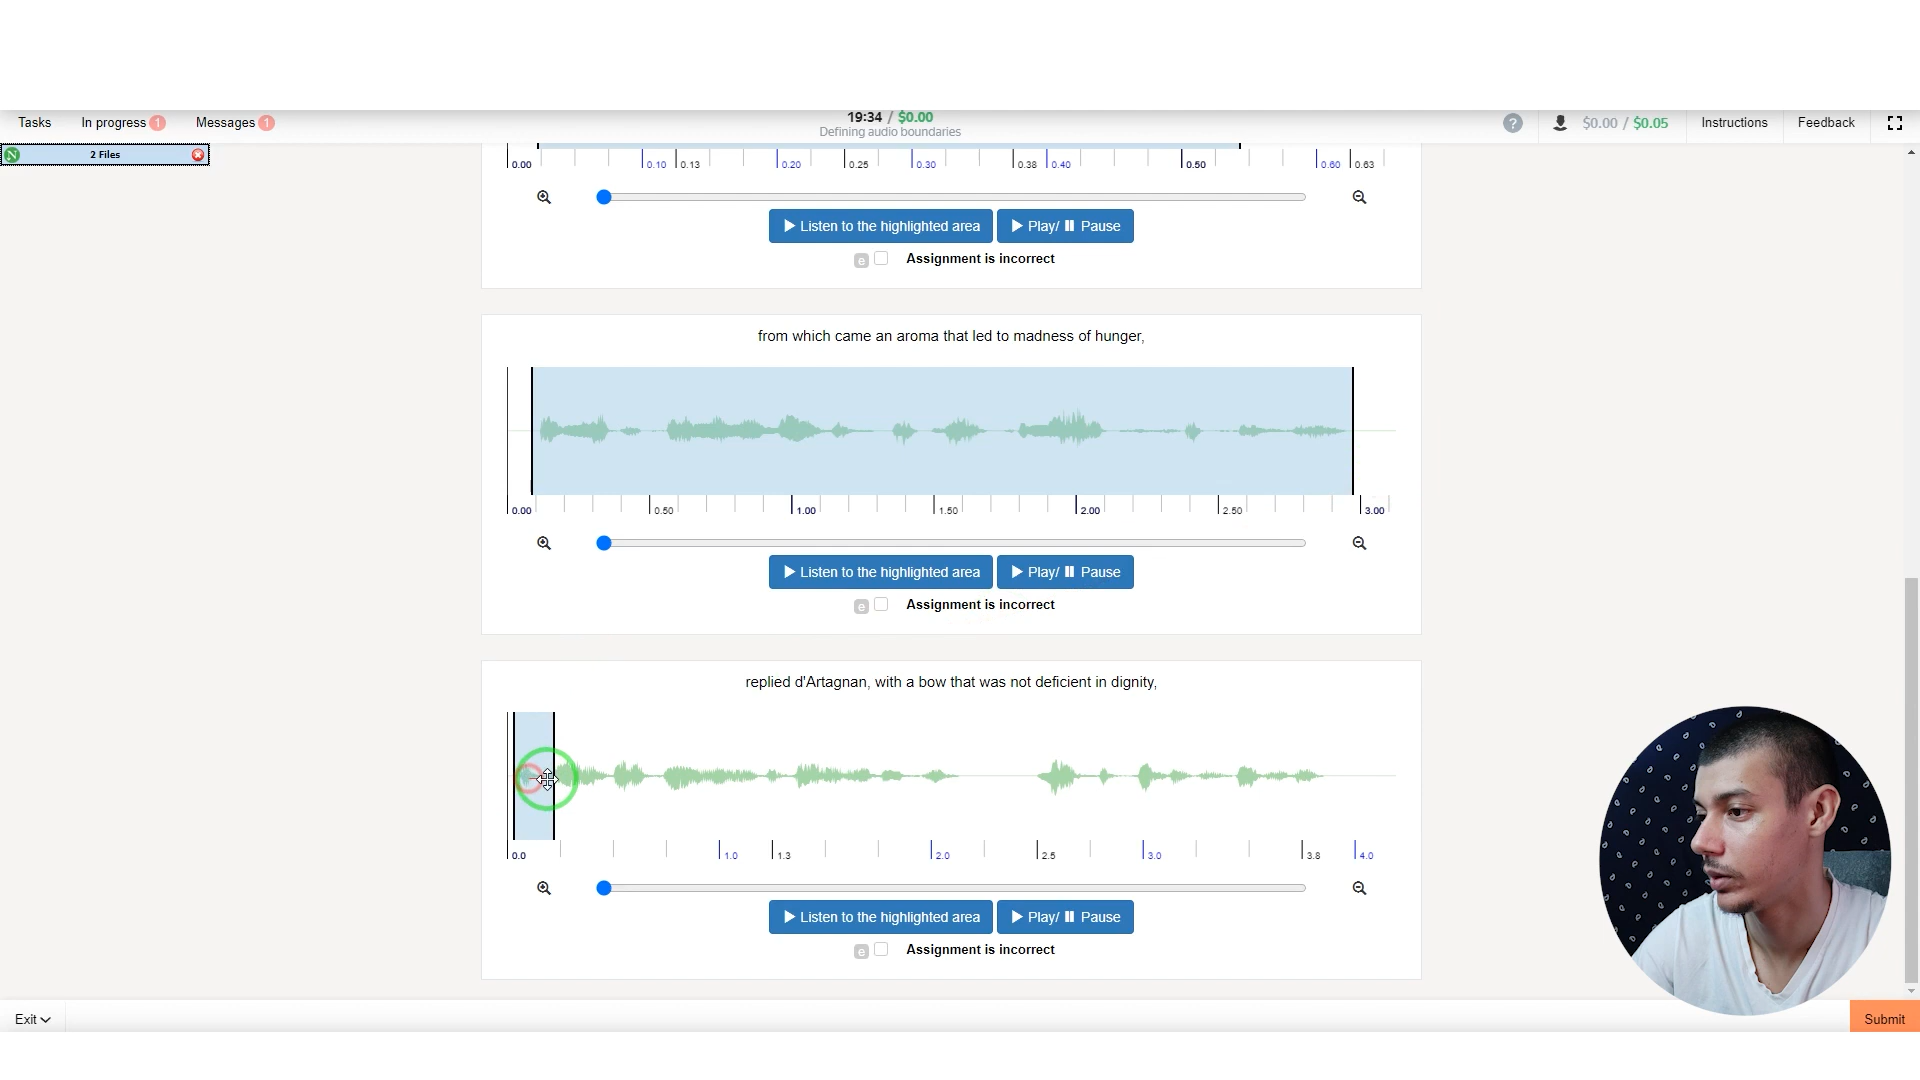 Tasks In progress 1 Messages 1 19:34 / $0.00 ? $0.00 / $0.05 Instructions Feedback
Defining audio boundaries
N 2 Files
0.00 0.10 0.13 0.20 0.25 0.30 0.38 0.40 0.50 0.60 0.63
Listen to the highlighted area Play/ Pause
e Assignment is incorrect
from which came an aroma that led to madness of hunger,
0.00 0.50 1.00 1.50 2.00 2.50 3.00
Listen to the highlighted area Play/ Pause
e Assignment is incorrect
replied d'Artagnan, with a bow that was not deficient in dignity,
0.0 1.0 1.3 2.0 2.5 3.0 3.8 4.0
Listen to the highlighted area Play/ Pause
e Assignment is incorrect
Exit Submit